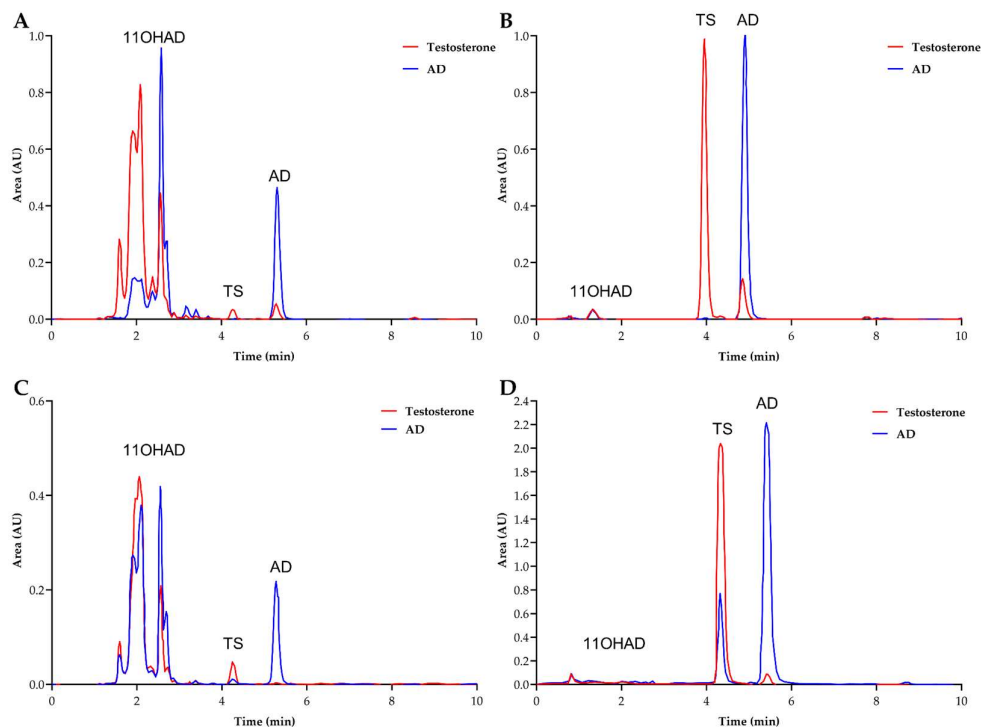 A
11OHAD
Testosterone
AD
AD
TS
Area (AU)
1.0
0.8
0.6
0.4
0.2
0.0
0 2 4 6 8 10
Time (min)
B
TS AD
Testosterone
AD
11OHAD
Area (AU)
1.0
0.8
0.6
0.4
0.2
0.0
0 2 4 6 8 10
Time (min)
C
11OHAD
Testosterone
AD
AD
TS
Area (AU)
0.6
0.4
0.2
0.0
0 2 4 6 8 10
Time (min)
D
AD
TS
Testosterone
AD
11OHAD
Area (AU)
2.4
2.2
2.0
1.8
1.6
1.4
1.2
1.0
0.8
0.6
0.4
0.2
0.0
0 2 4 6 8 10
Time (min)